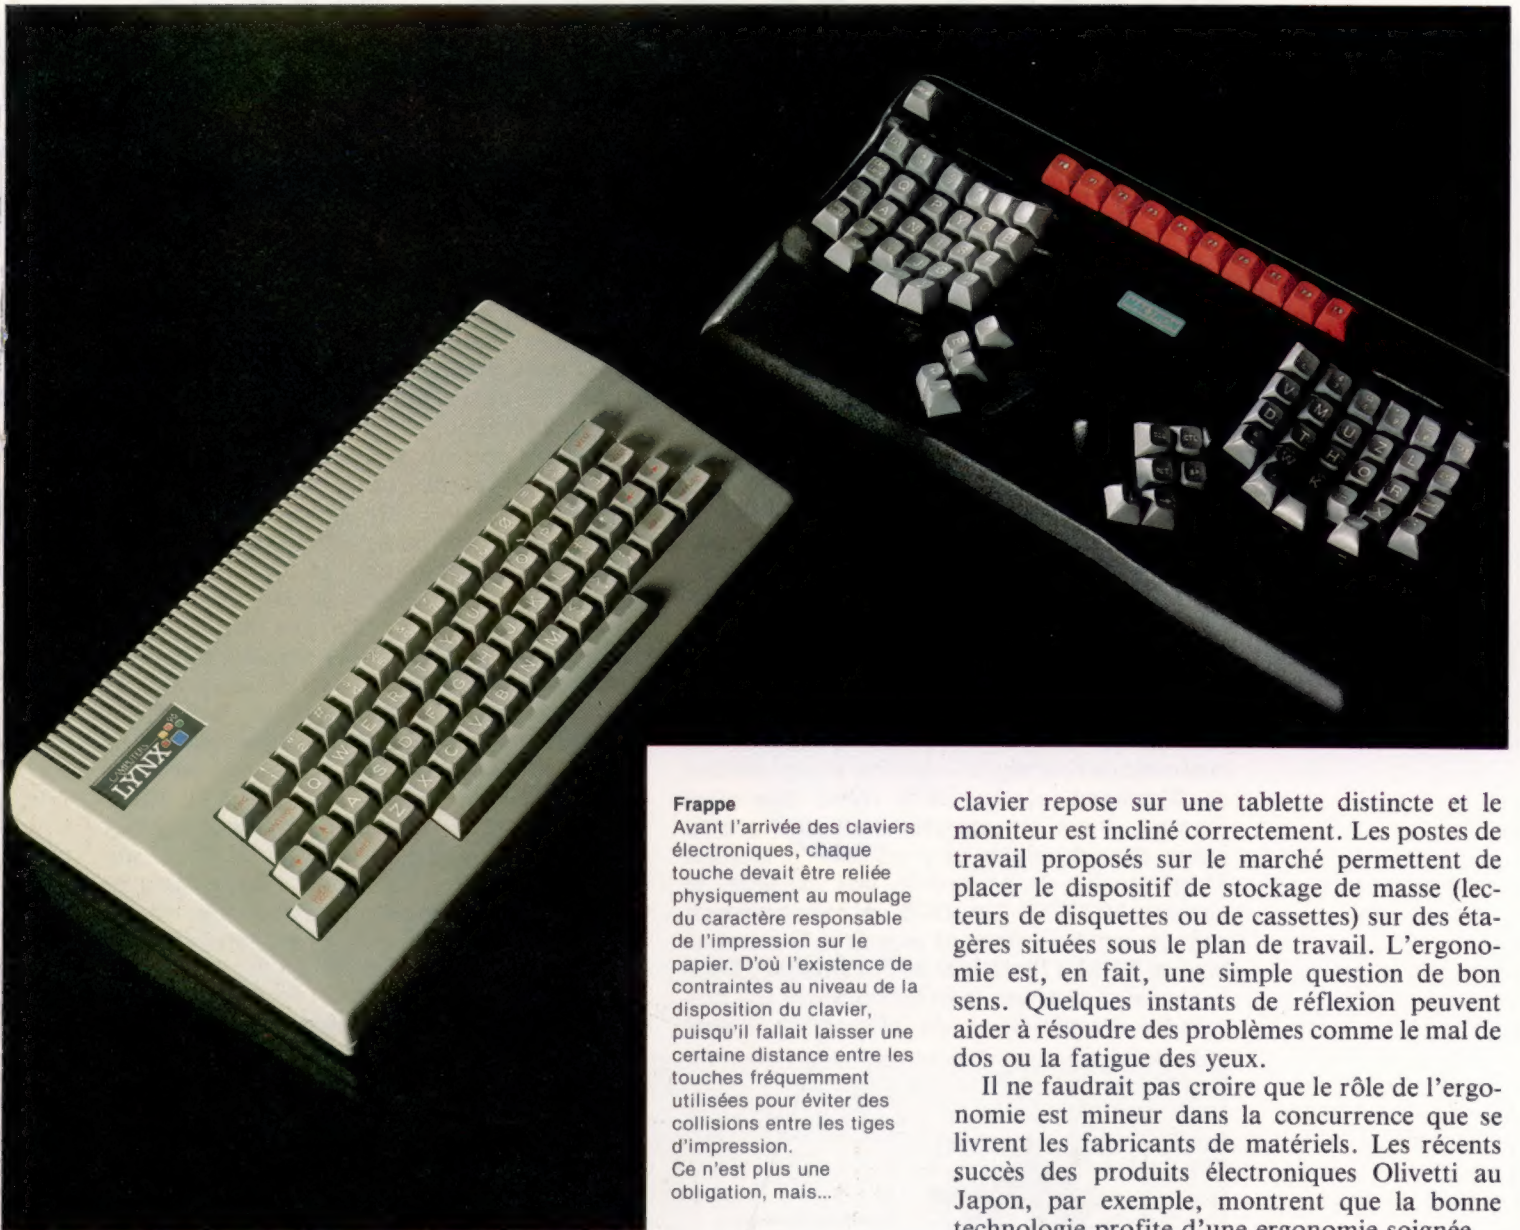 CAMPUTERS
LYNX
MALTRON
Frappe
Avant l'arrivée des claviers
électroniques, chaque
touche devait être reliée
physiquement au moulage
du caractère responsable
de l'impression sur le
papier. D'où l'existence de
contraintes au niveau de la
disposition du clavier,
puisqu'il fallait laisser une
certaine distance entre les
touches fréquemment
utilisées pour éviter des
collisions entre les tiges
d'impression.
Ce n'est plus une
obligation, mais...
clavier repose sur une tablette distincte et le
moniteur est incliné correctement. Les postes de
travail proposés sur le marché permettent de
placer le dispositif de stockage de masse (lec-
teurs de disquettes ou de cassettes) sur des éta-
gères situées sous le plan de travail. L'ergono-
mie est, en fait, une simple question de bon
sens. Quelques instants de réflexion peuvent
aider à résoudre des problèmes comme le mal de
dos ou la fatigue des yeux.
Il ne faudrait pas croire que le rôle de l'ergo-
nomie est mineur dans la concurrence que se
livrent les fabricants de matériels. Les récents
succès des produits électroniques Olivetti au
Japon, par exemple, montrent que la bonne
technologie profite d'une ergonomie soignée.